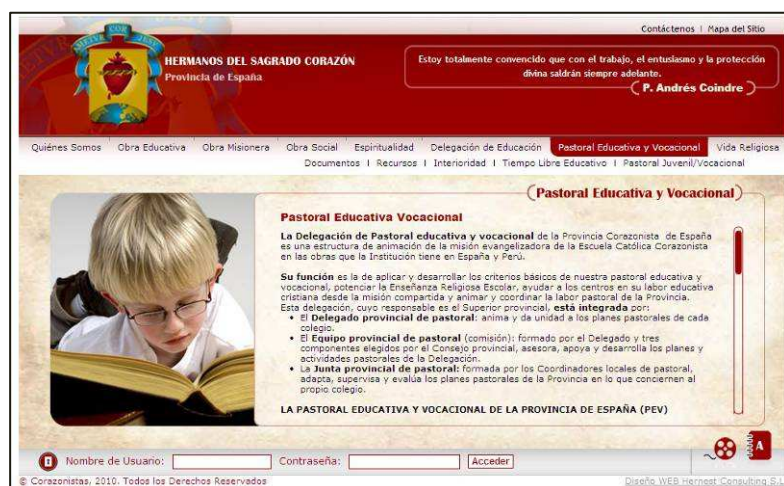 Contáctenos I Mapa del Sitio
AMETUR COR JESU
HERMANOS DEL SAGRADO CORAZÓN
Provincia de España
Estoy totalmente convencido que con el trabajo, el entusiasmo y la protección
divina saldrán siempre adelante.
P. Andrés Coindre
Quiénes Somos Obra Educativa Obra Misionera Obra Social Espiritualidad Delegación de Educación Pastoral Educativa y Vocacional Vida Religiosa
Documentos I Recursos I Interioridad I Tiempo Libre Educativo I Pastoral Juvenil/Vocacional
Pastoral Educativa y Vocacional
Pastoral Educativa Vocacional
La Delegación de Pastoral educativa y vocacional de la Provincia Corazonista de España
es una estructura de animación de la misión evangelizadora de la Escuela Católica Corazonista
en las obras que la Institución tiene en España y Perú.
Su función es la de aplicar y desarrollar los criterios básicos de nuestra pastoral educativa y
vocacional, potenciar la Enseñanza Religiosa Escolar, ayudar a los centros en su labor educativa
cristiana desde la misión compartida y animar y coordinar la labor pastoral de la Provincia.
Esta delegación, cuyo responsable es el Superior provincial, está integrada por:
• El Delegado provincial de pastoral: anima y da unidad a los planes pastorales de cada
colegio.
• El Equipo provincial de pastoral (comisión): formado por el Delegado y tres
componentes elegidos por el Consejo provincial, asesora, apoya y desarrolla los planes y
actividades pastorales de la Delegación.
• La Junta provincial de pastoral: formada por los Coordinadores locales de pastoral,
adapta, supervisa y evalúa los planes pastorales de la Provincia en lo que conciernen al
propio colegio.
LA PASTORAL EDUCATIVA Y VOCACIONAL DE LA PROVINCIA DE ESPAÑA (PEV)
A
Nombre de Usuario: Contraseña: Acceder
© Corazonistas, 2010. Todos los Derechos Reservados
Diseño WEB Hernest Consulting S.L